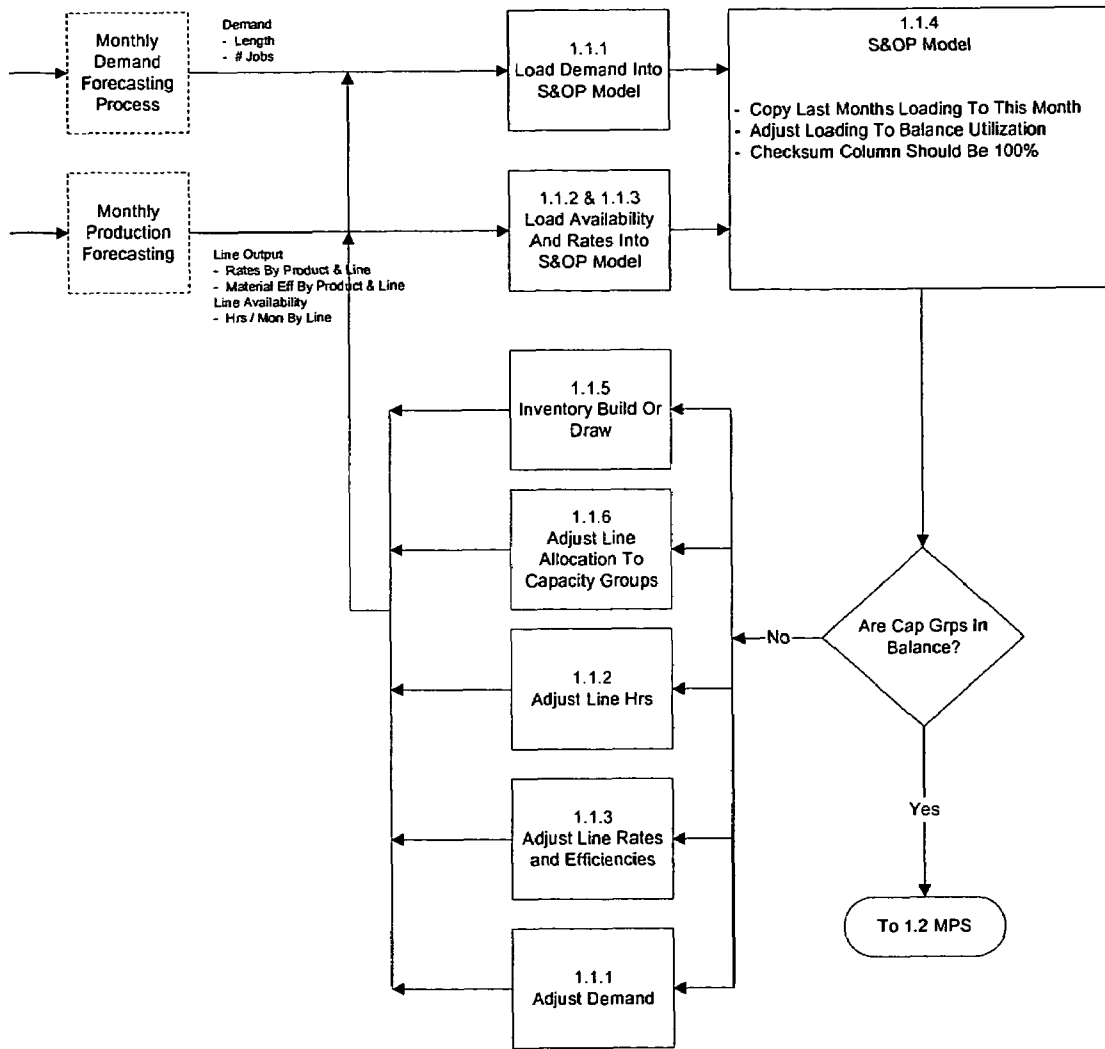 Monthly
Demand
Forecasting
Process
Demand
- Length
- # Jobs
1.1.1
Load Demand Into
S&OP Model
1.1.4
S&OP Model
- Copy Last Months Loading To This Month
- Adjust Loading To Balance Utilization
- Checksum Column Should Be 100%
Monthly
Production
Forecasting
Line Output
- Rates By Product & Line
- Material Eff By Product & Line
Line Availability
- Hrs / Mon By Line
1.1.2 & 1.1.3
Load Availability
And Rates Into
S&OP Model
1.1.5
Inventory Build Or
Draw
1.1.6
Adjust Line
Allocation To
Capacity Groups
1.1.2
Adjust Line Hrs
1.1.3
Adjust Line Rates
and Efficiencies
1.1.1
Adjust Demand
No
Are Cap Grps in
Balance?
Yes
To 1.2 MPS